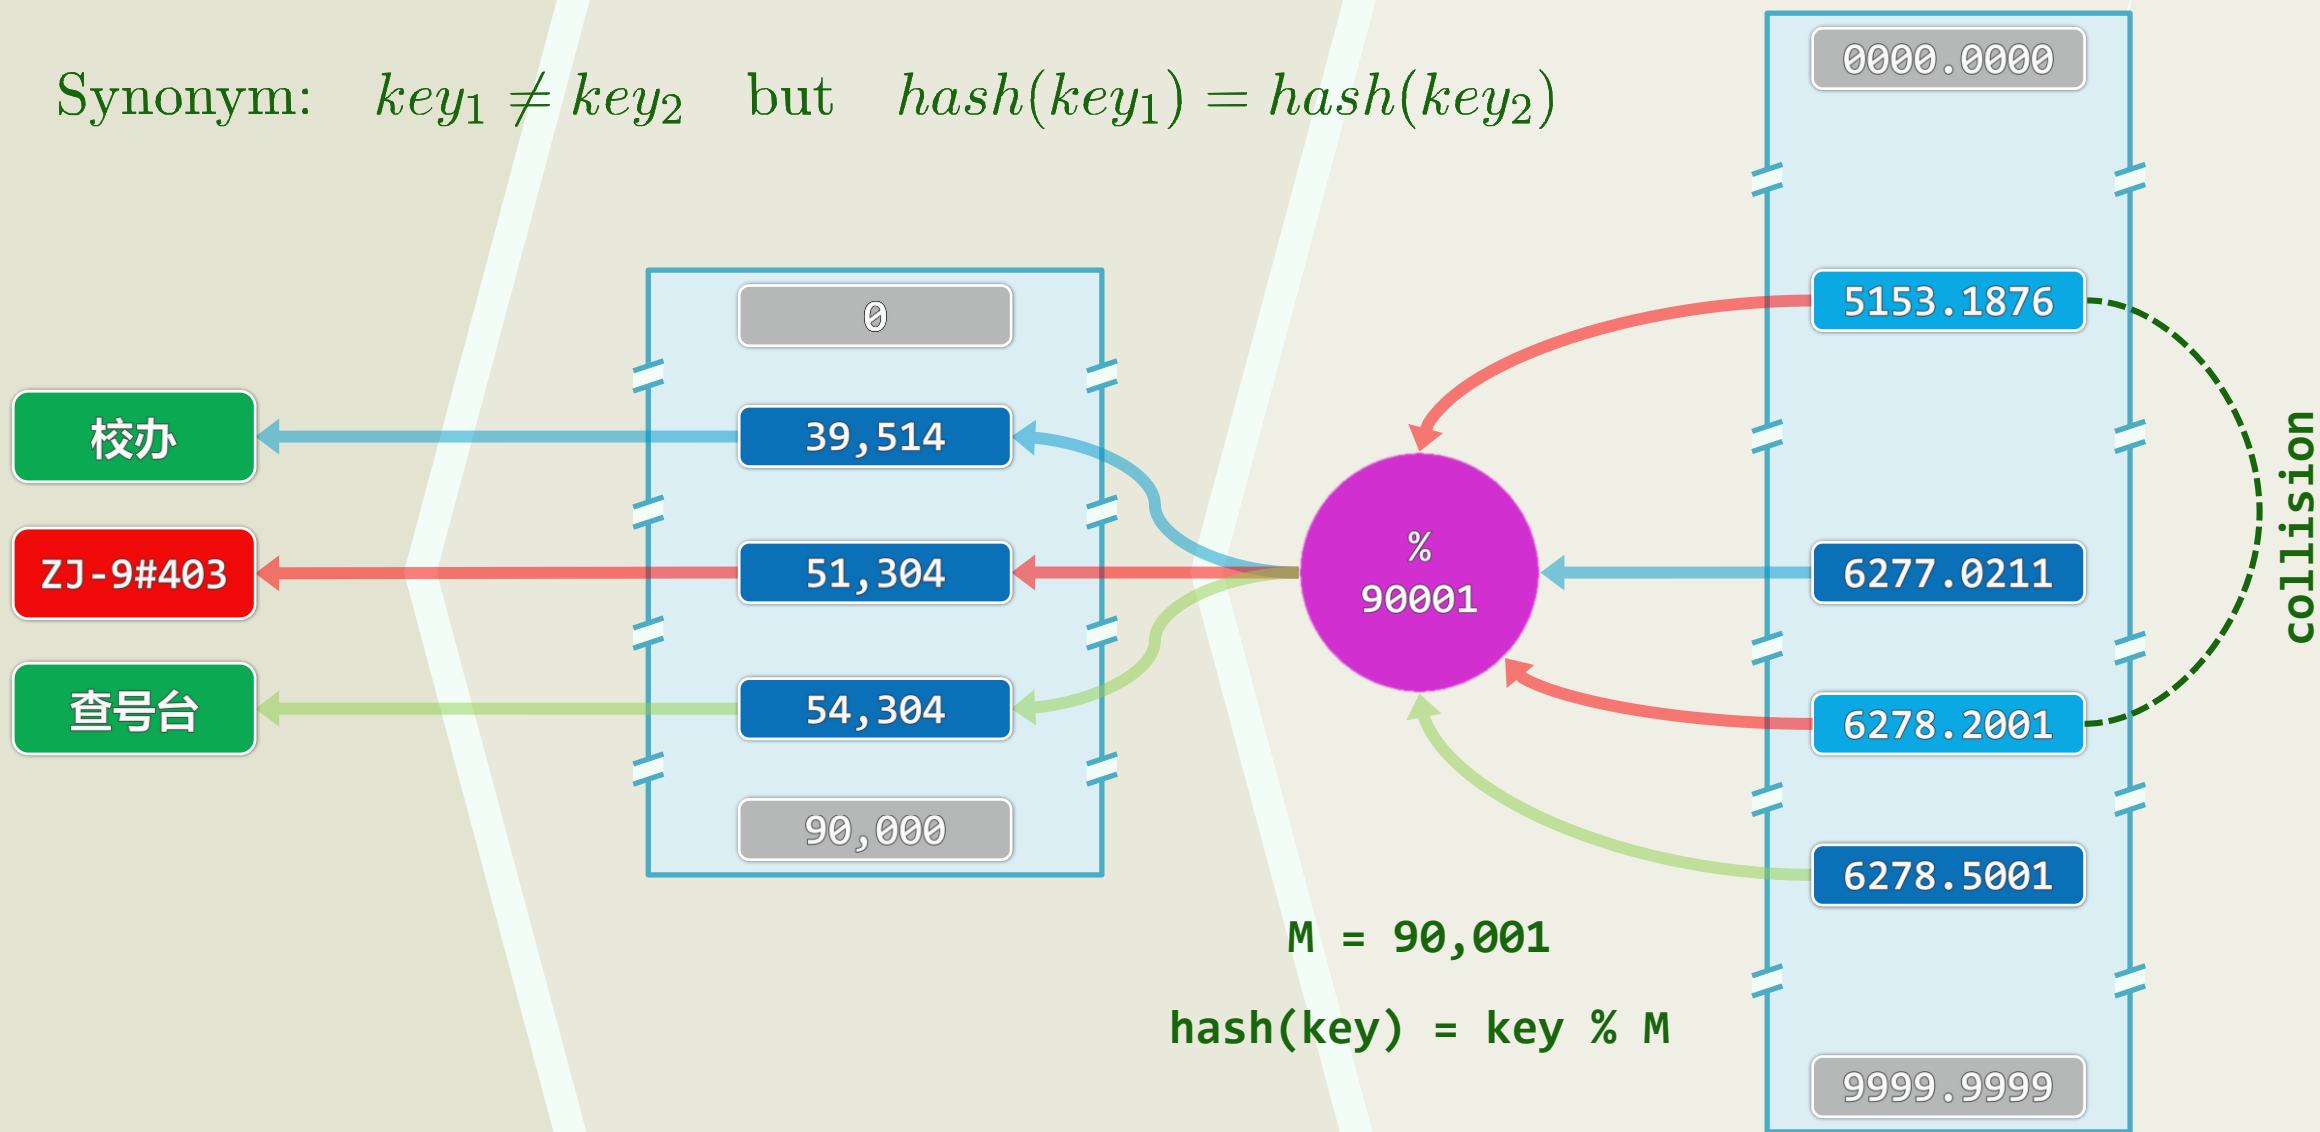 Synonym: key₁ ≠ key₂ but hash(key₁) = hash(key₂)
校办
ZJ-9#403
查号台
0
39,514
51,304
54,304
90,000
%
90001
M = 90,001
hash(key) = key % M
0000.0000
5153.1876
6277.0211
6278.2001
6278.5001
9999.9999
collision